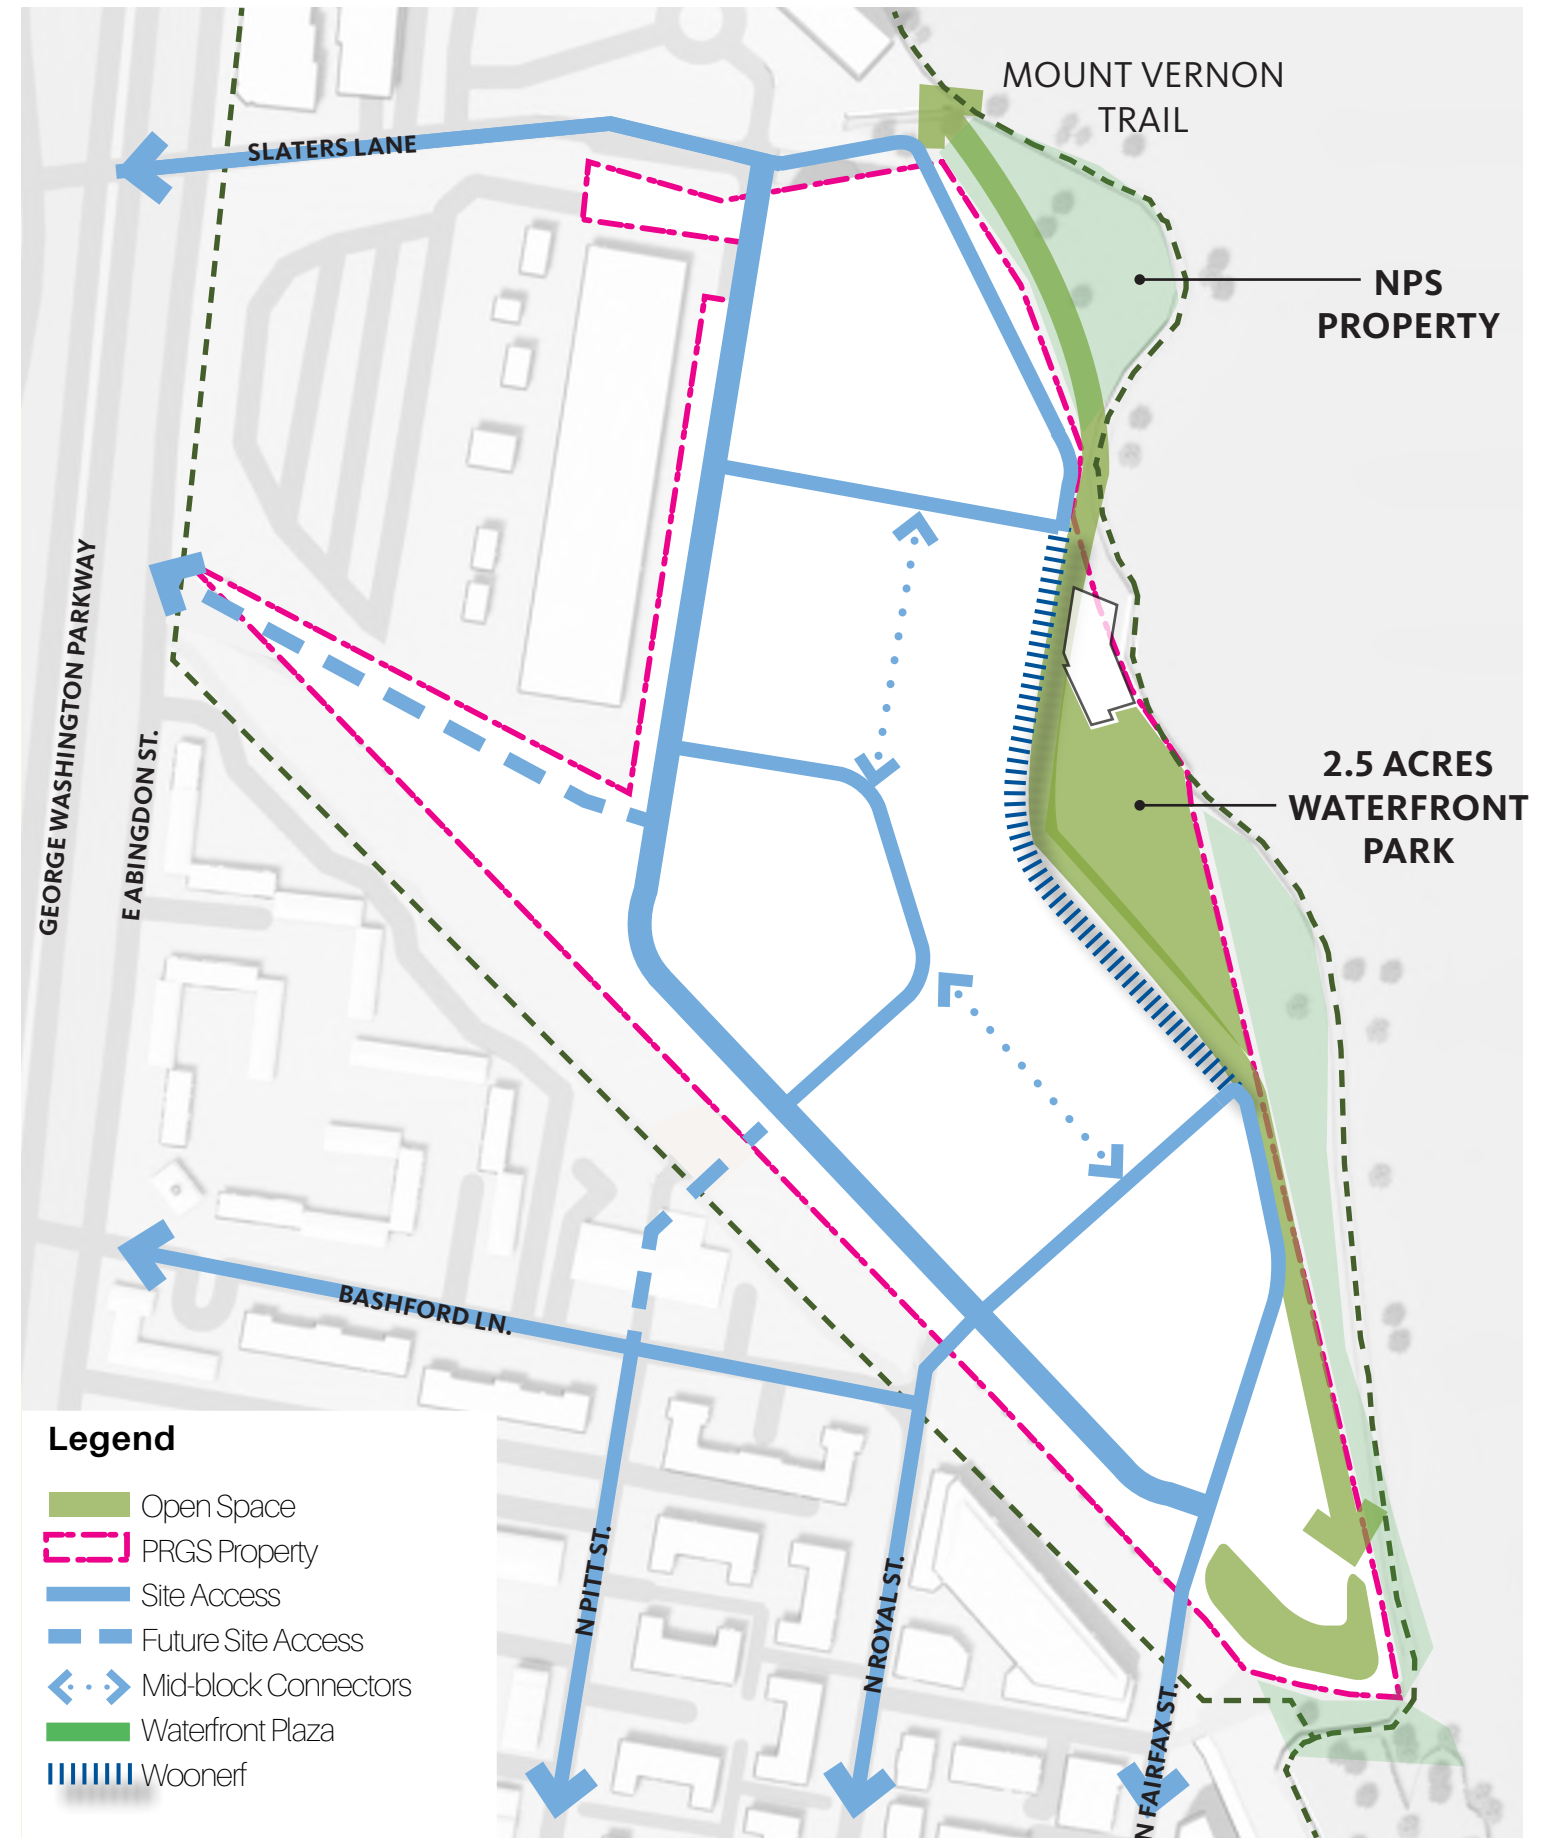 MOUNT VERNON
TRAIL
SLATERS LANE
NPS
PROPERTY
GEORGE WASHINGTON PARKWAY
E ABINGDON ST.
2.5 ACRES
WATERFRONT
PARK
BASHFORD LN.
N PITT ST.
N ROYAL ST.
N FAIRFAX ST.
Legend
Open Space
PRGS Property
Site Access
Future Site Access
Mid-block Connectors
Waterfront Plaza
Woonerf